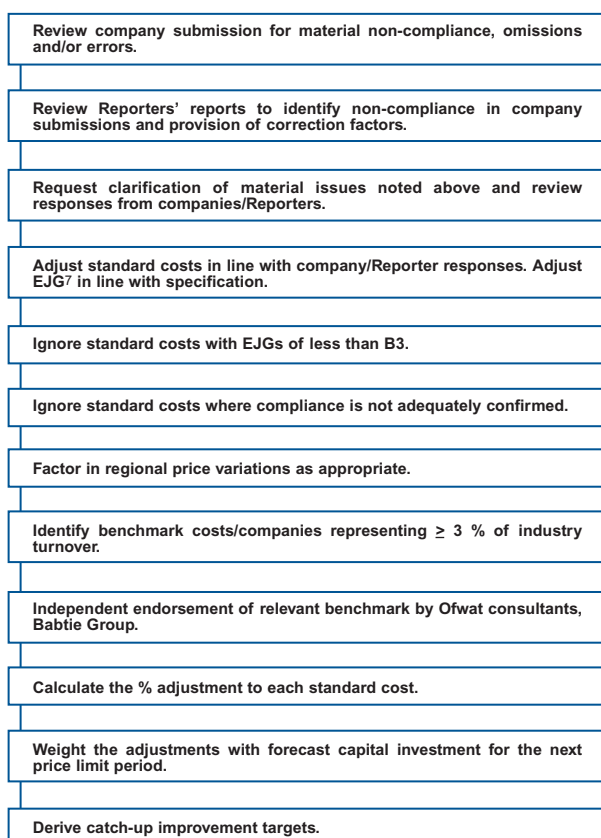 Review company submission for material non-compliance, omissions
and/or errors.
Review Reporters' reports to identify non-compliance in company
submissions and provision of correction factors.
Request clarification of material issues noted above and review
responses from companies/Reporters.
Adjust standard costs in line with company/Reporter responses. Adjust
EJG7 in line with specification.
Ignore standard costs with EJGs of less than B3.
Ignore standard costs where compliance is not adequately confirmed.
Factor in regional price variations as appropriate.
Identify benchmark costs/companies representing ≥ 3 % of industry
turnover.
Independent endorsement of relevant benchmark by Ofwat consultants,
Babtie Group.
Calculate the % adjustment to each standard cost.
Weight the adjustments with forecast capital investment for the next
price limit period.
Derive catch-up improvement targets.